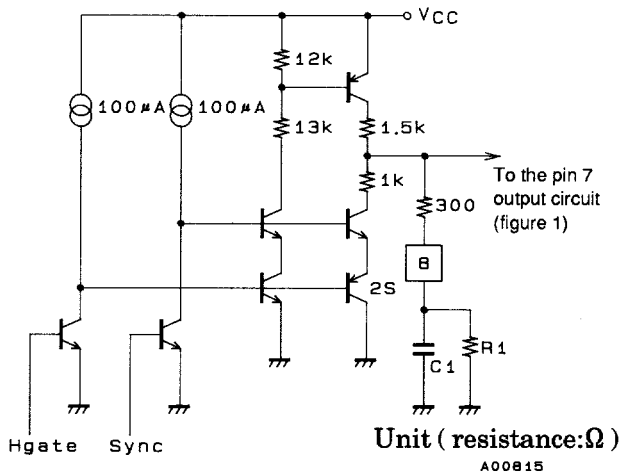 VCC
12k
100µA
100µA
13k
1.5k
1k
To the pin 7
output circuit
(figure 1)
300
8
2S
C1
R1
Hgate
Sync
Unit ( resistance:Ω )
A00815